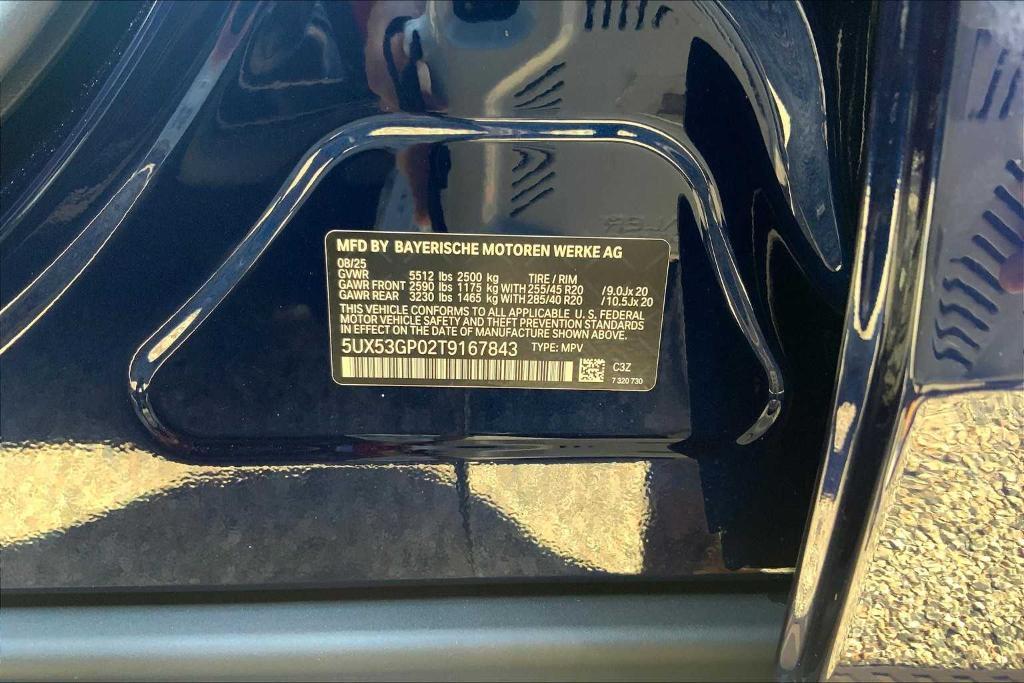 MFD BY BAYERISCHE MOTOREN WERKE AG
08/25
GVWR 5512 lbs 2500 kg TIRE / RIM
GAWR FRONT 2590 lbs 1175 kg WITH 255/45 R20 /9.0Jx 20
GAWR REAR 3230 lbs 1465 kg WITH 285/40 R20 /10.5Jx 20
THIS VEHICLE CONFORMS TO ALL APPLICABLE U. S. FEDERAL
MOTOR VEHICLE SAFETY AND THEFT PREVENTION STANDARDS
IN EFFECT ON THE DATE OF MANUFACTURE SHOWN ABOVE.
5UX53GP02T9167843 TYPE: MPV
C3Z
7 320 730